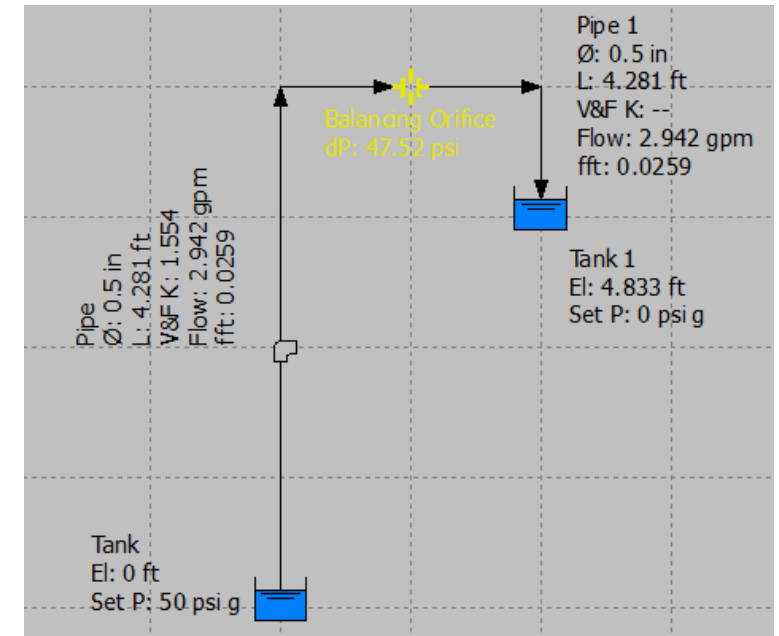 Pipe 1
Ø: 0.5 in
L: 4.281 ft
V&F K: --
Flow: 2.942 gpm
fft: 0.0259
Balancing Orifice
dP: 47.52 psi
Pipe
Ø: 0.5 in
L: 4.281 ft
V&F K: 1.554
Flow: 2.942 gpm
fft: 0.0259
Tank 1
El: 4.833 ft
Set P: 0 psi g
Tank
El: 0 ft
Set P: 50 psi g